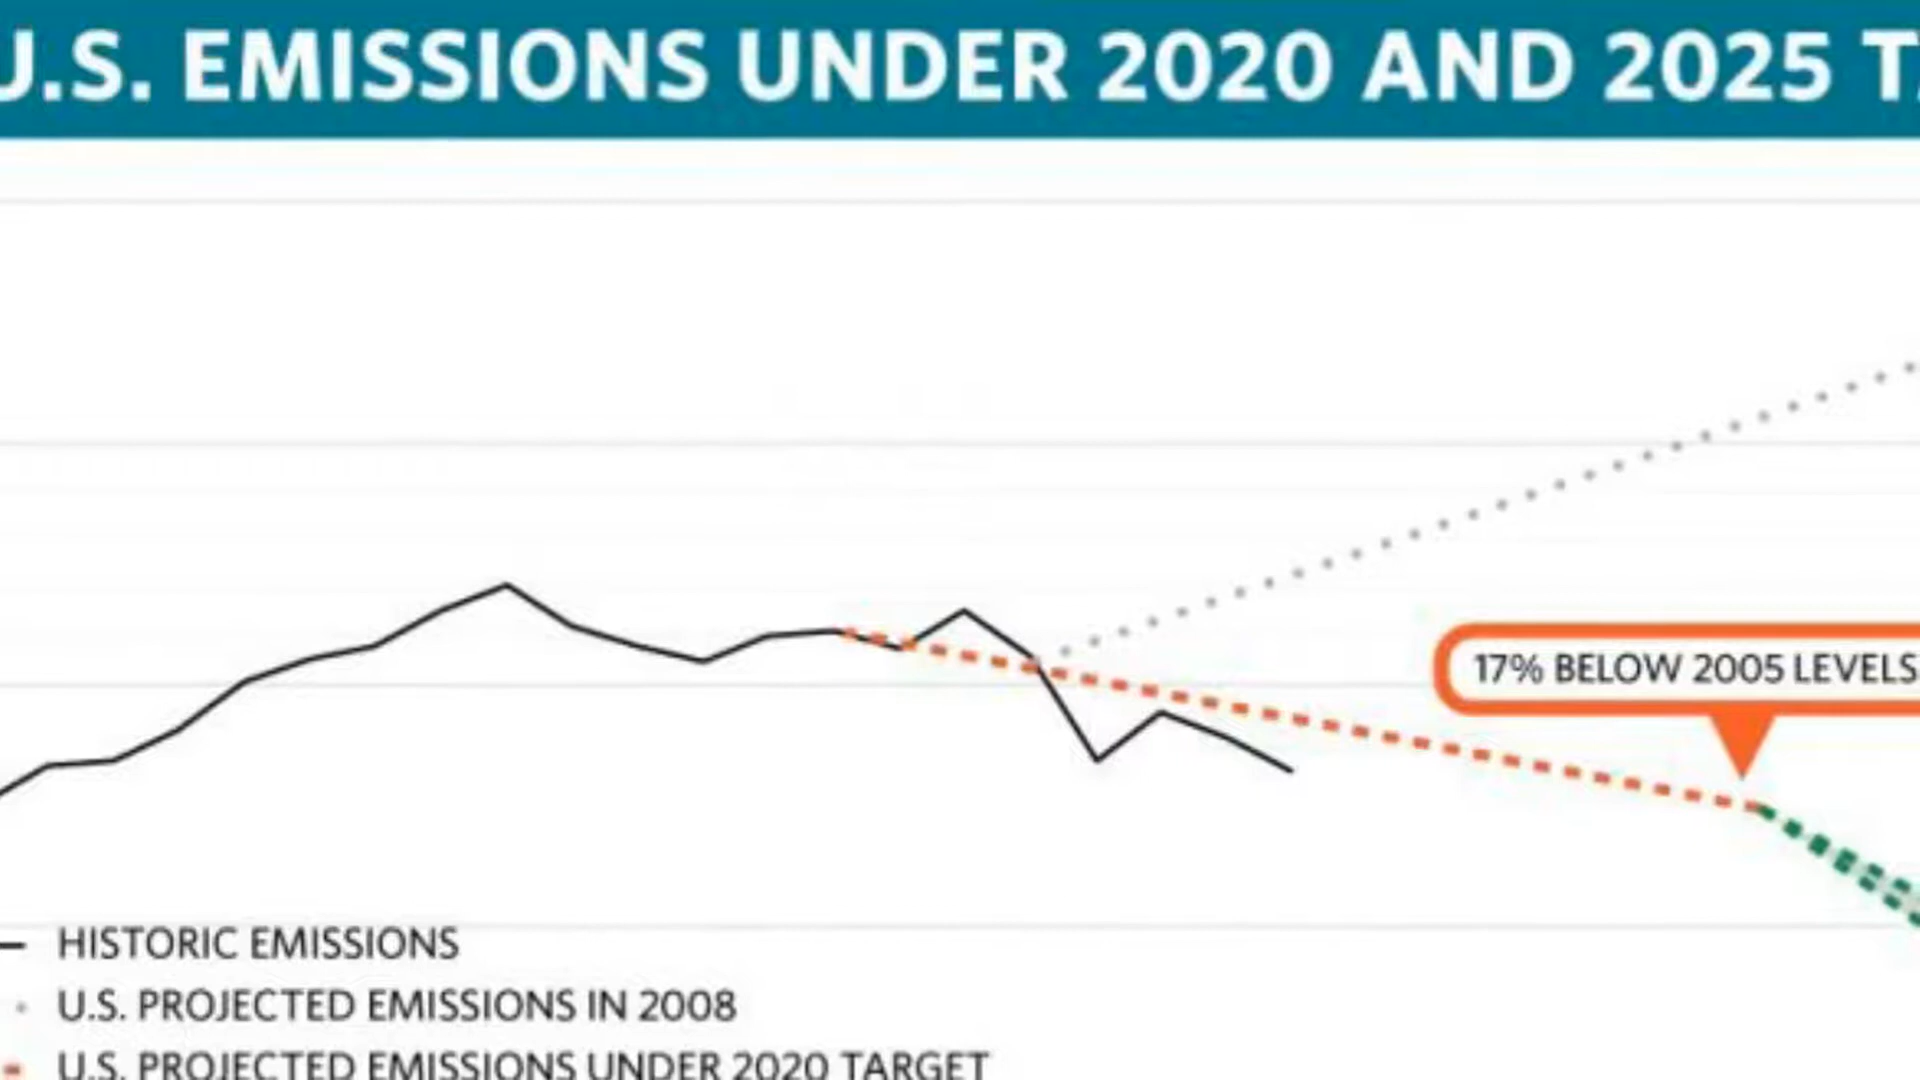 U.S. EMISSIONS UNDER 2020 AND 2025
17% BELOW 2005 LEVELS
HISTORIC EMISSIONS
U.S. PROJECTED EMISSIONS IN 2008
U.S. PROJECTED EMISSIONS UNDER 2020 TARGET